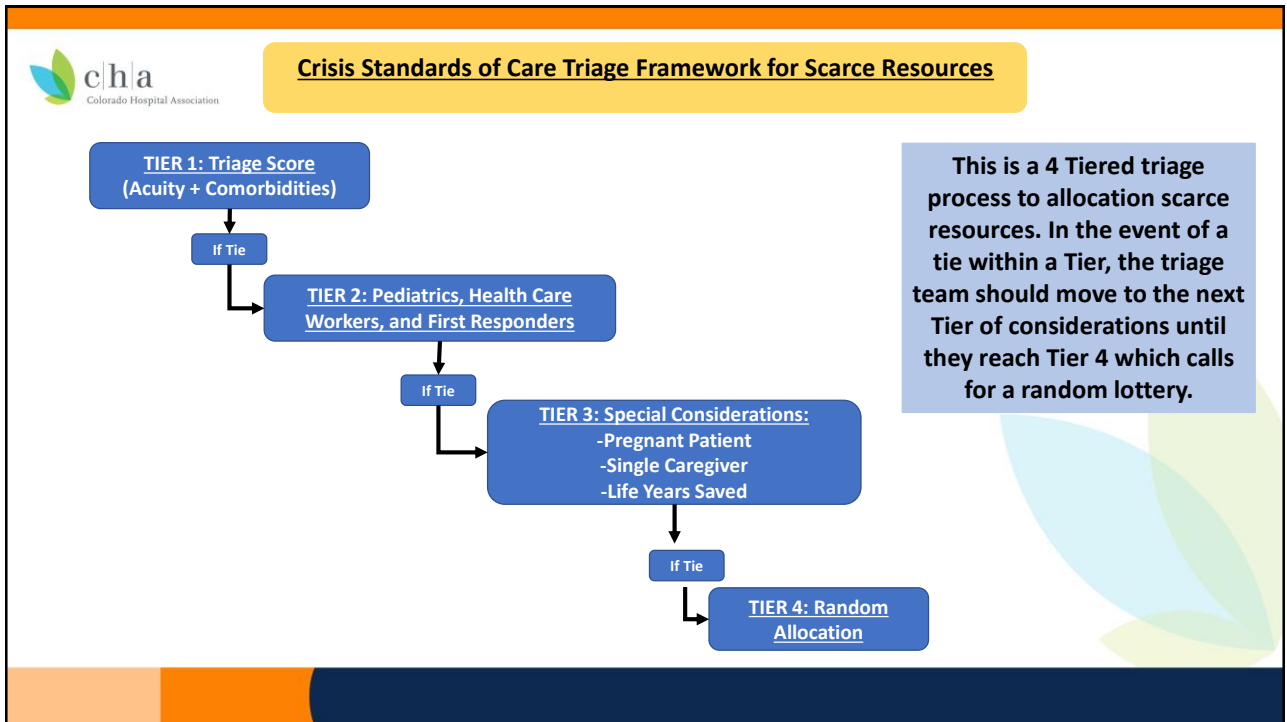 c|h|a
Colorado Hospital Association
Crisis Standards of Care Triage Framework for Scarce Resources
TIER 1: Triage Score
(Acuity + Comorbidities)
If Tie
TIER 2: Pediatrics, Health Care
Workers, and First Responders
If Tie
TIER 3: Special Considerations:
-Pregnant Patient
-Single Caregiver
-Life Years Saved
If Tie
TIER 4: Random
Allocation
This is a 4 Tiered triage
process to allocation scarce
resources. In the event of a
tie within a Tier, the triage
team should move to the next
Tier of considerations until
they reach Tier 4 which calls
for a random lottery.